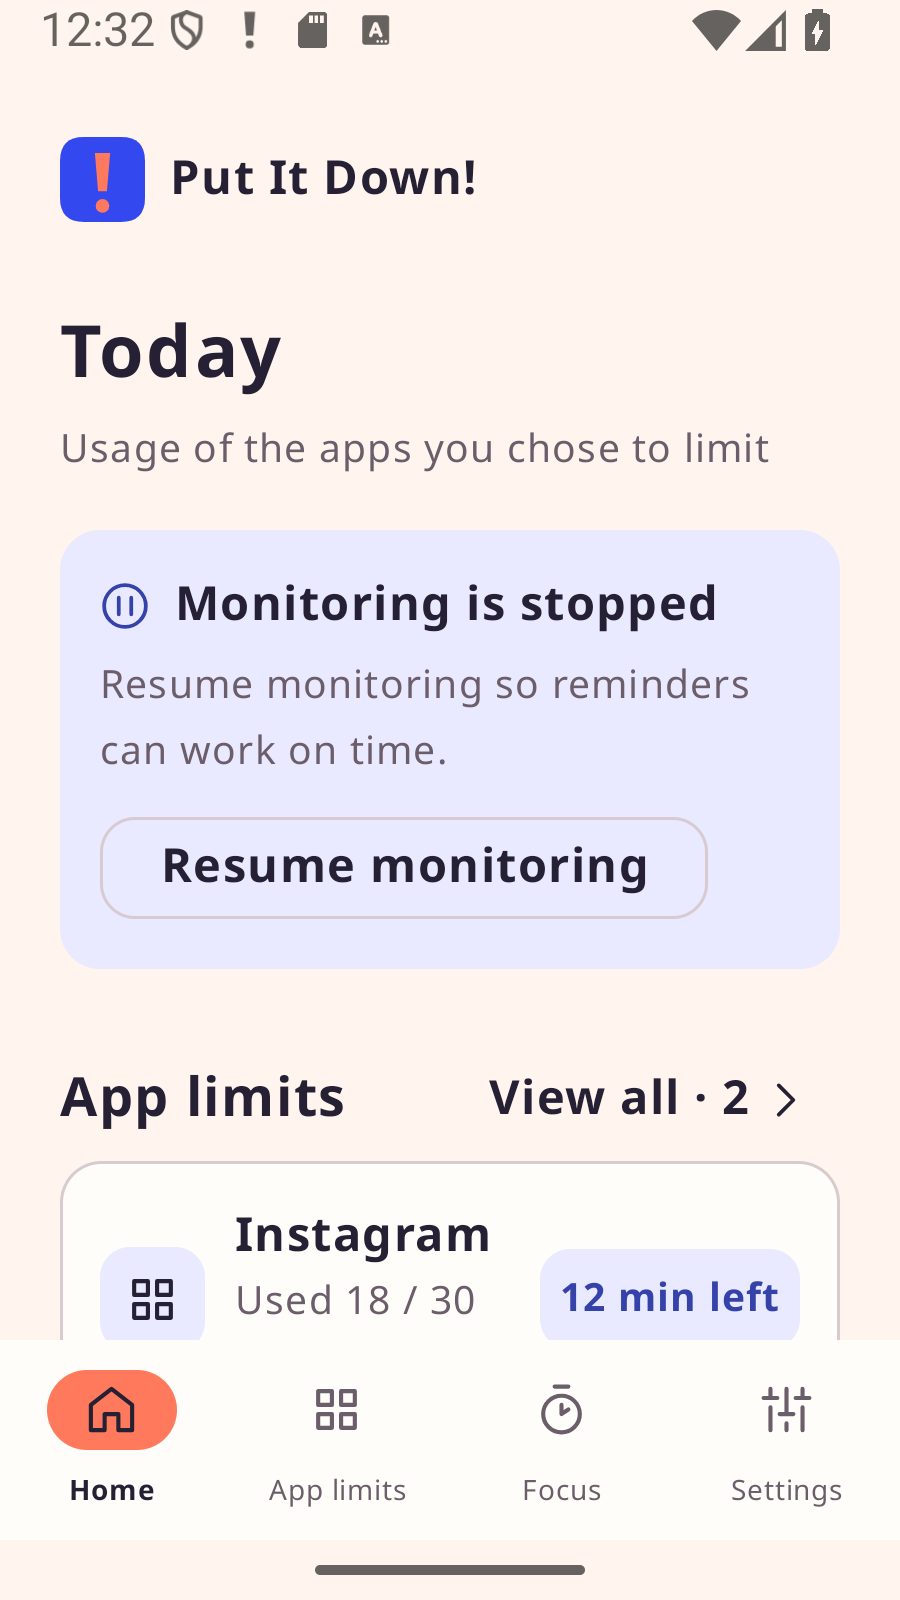 12:32
Put It Down!
Today
Usage of the apps you chose to limit
Monitoring is stopped
Resume monitoring so reminders
can work on time.
Resume monitoring
App limits
View all · 2
Instagram
Used 18 / 30
12 min left
Home
App limits
Focus
Settings